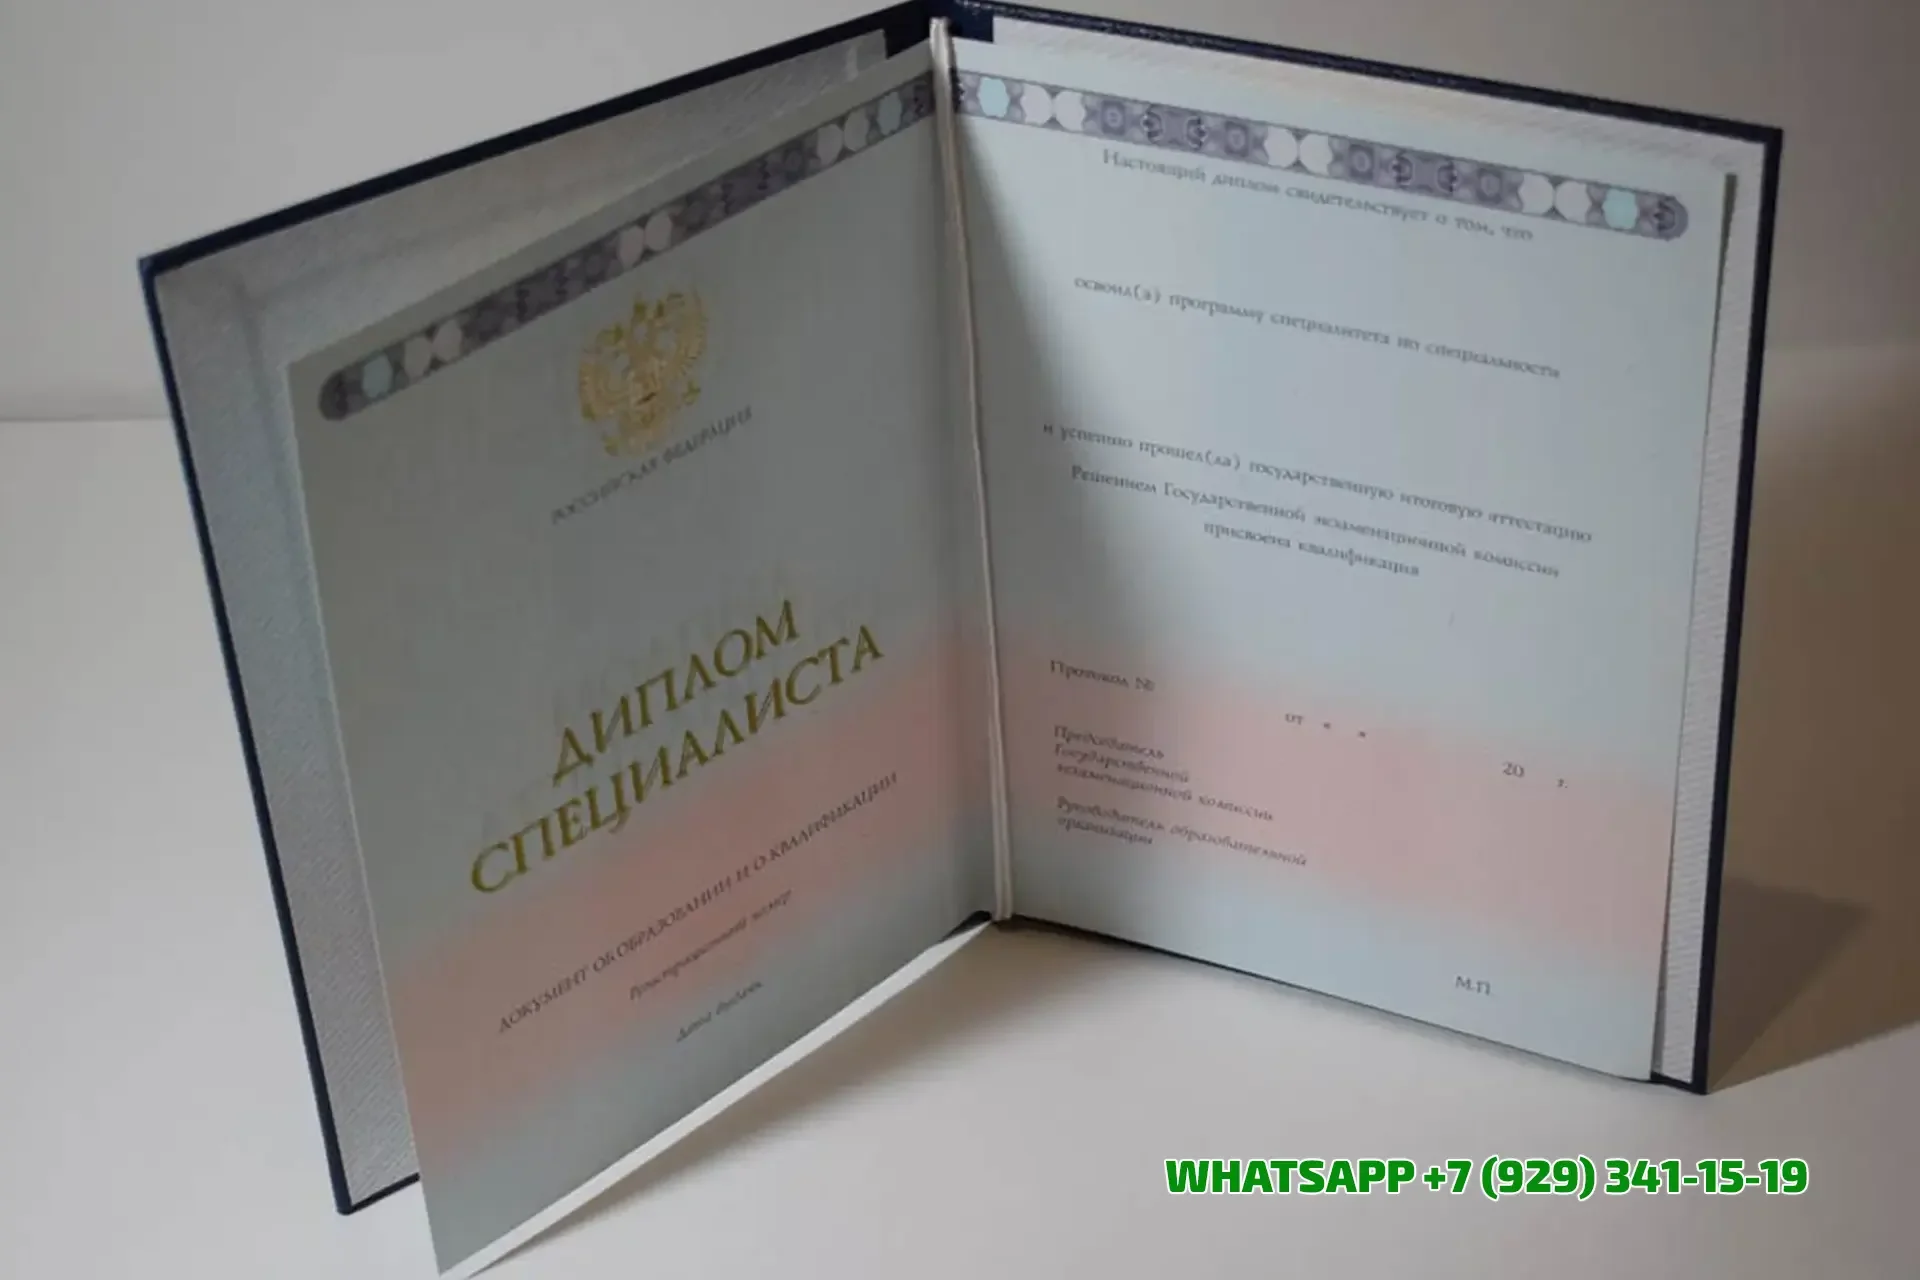 РОССИЙСКАЯ ФЕДЕРАЦИЯ
ДИПЛОМ
СПЕЦИАЛИСТА
ДОКУМЕНТ ОБ ОБРАЗОВАНИИ И О КВАЛИФИКАЦИИ
Регистрационный номер
Дата выдачи
Настоящий диплом свидетельствует о том, что
освоил(а) программу специалитета по специальности
и успешно прошел(ла) государственную итоговую аттестацию
Решением Государственной экзаменационной комиссии
присвоена квалификация
Протокол №
от « » 20 г.
Председатель
Государственной
экзаменационной комиссии
Руководитель образовательной
организации
М.П.
WHATSAPP +7 (929) 341-15-19